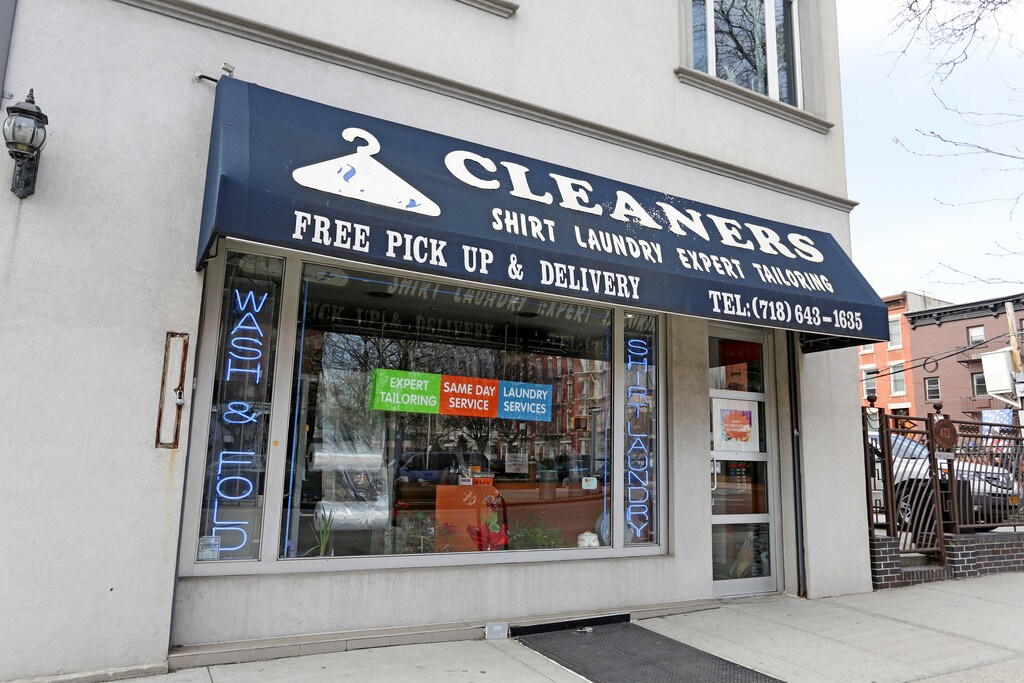 CLEANERS
SHIRT LAUNDRY EXPERT TAILORING
FREE PICK UP & DELIVERY
TEL:(718) 643-1635
WASH & FOLD
EXPERT TAILORING
SAME DAY SERVICE
LAUNDRY SERVICES
SHIRT LAUNDRY
472